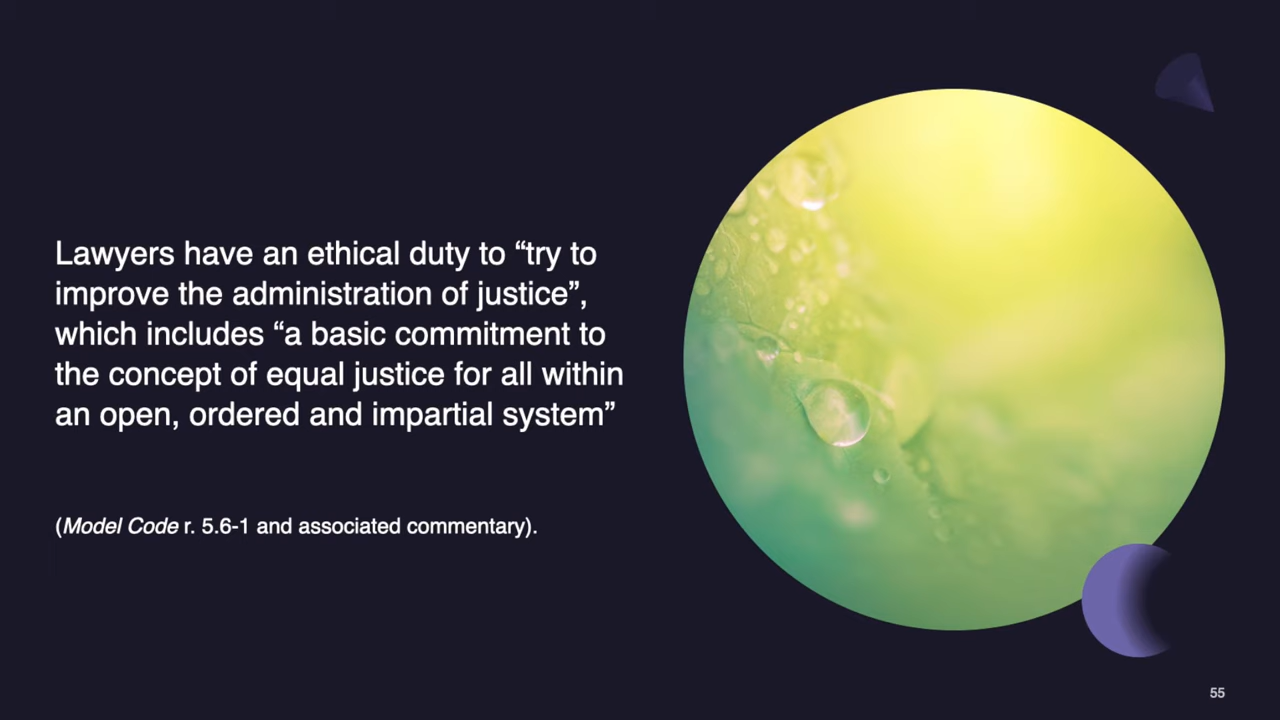 Lawyers have an ethical duty to “try to
improve the administration of justice”,
which includes “a basic commitment to
the concept of equal justice for all within
an open, ordered and impartial system”
(Model Code r. 5.6-1 and associated commentary).
55